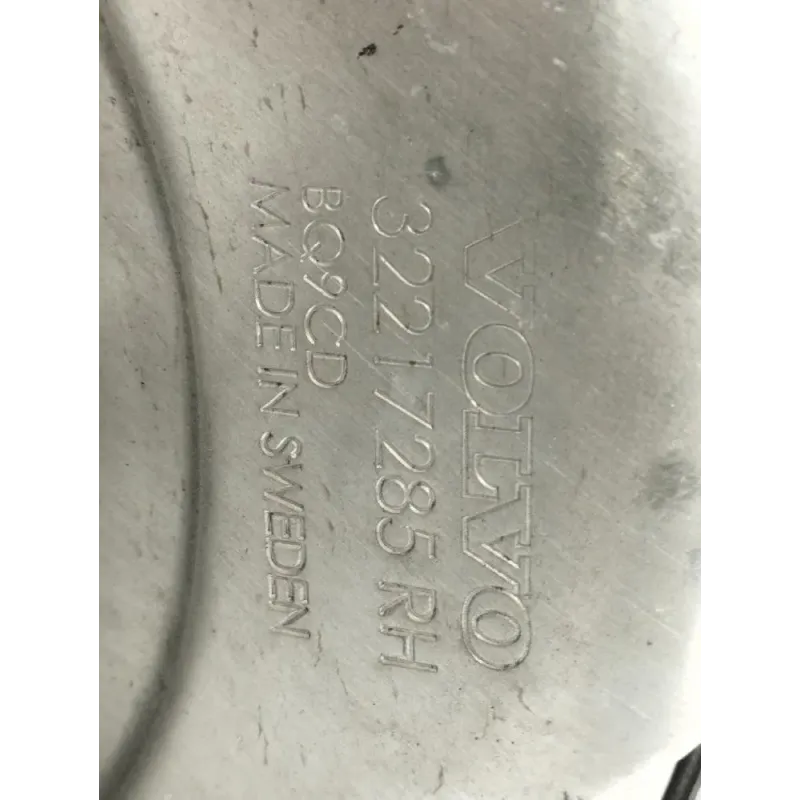 VOLVO
32217285 RH
BQ9CD
MADE IN SWEDEN